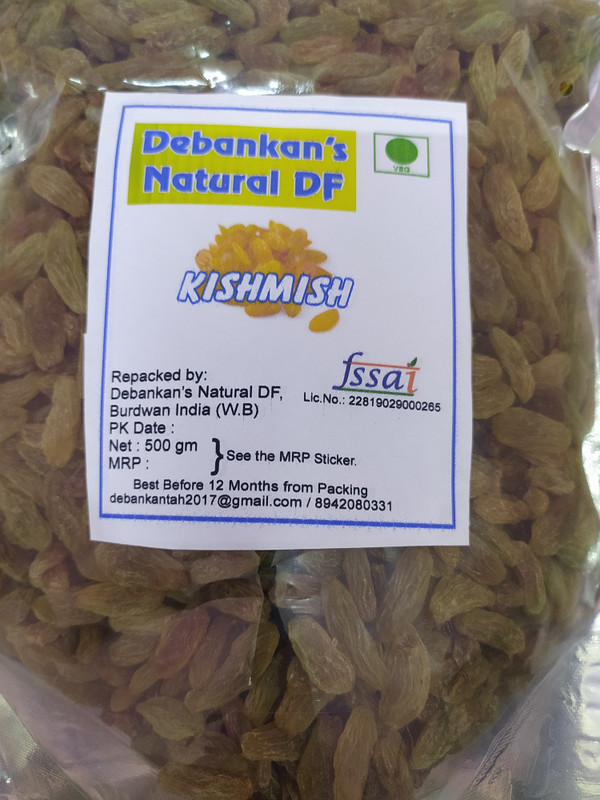 Debankan's
Natural DF
veg
KISHMISH
fssai
Lic.No.: 22819029000265
Repacked by:
Debankan's Natural DF,
Burdwan India (W.B)
PK Date :
Net : 500 gm
MRP :
See the MRP Sticker.
Best Before 12 Months from Packing
debankantah2017@gmail.com / 8942080331